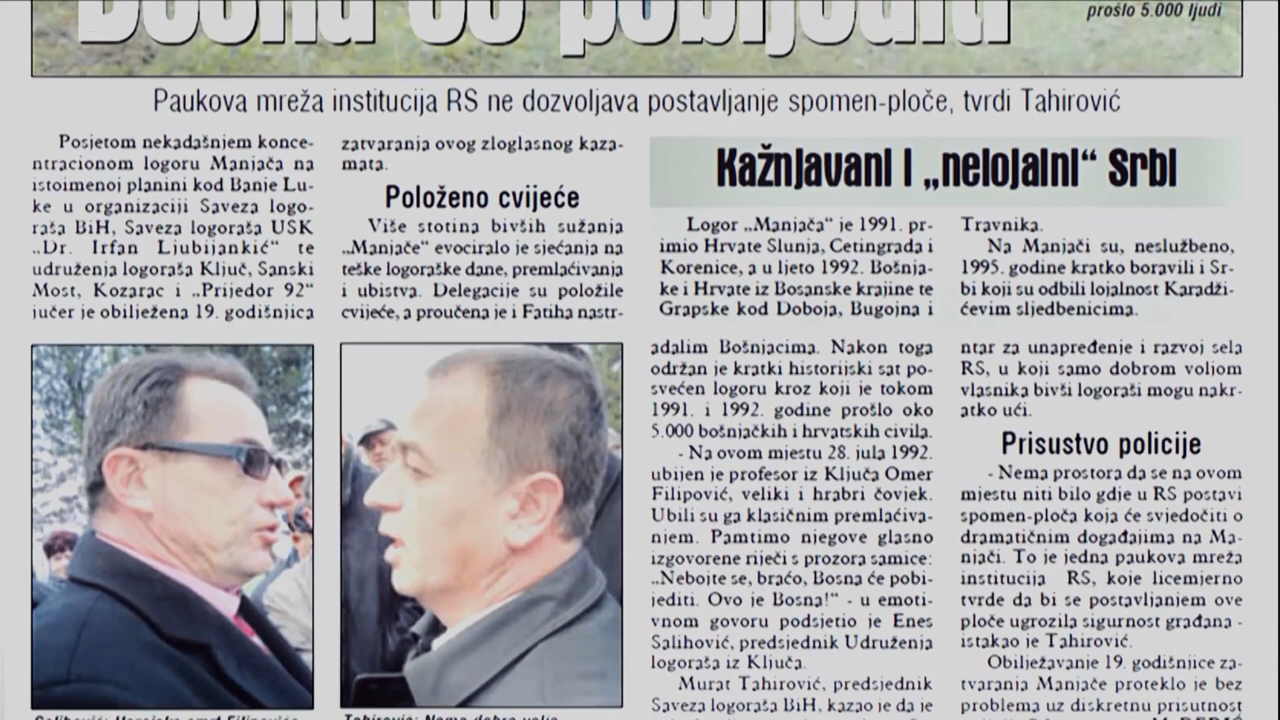 Bosna će pobijediti
prošlo 5.000 ljudi
Paukova mreža institucija RS ne dozvoljava postavljanje spomen-ploče, tvrdi Tahirović
Posjetom nekadašnjem konce-
ntracionom logoru Manjača na
istoimenoj planini kod Banje Lu-
ke u organizaciji Saveza logo-
raša BiH, Saveza logoraša USK
„Dr. Irfan Ljubijankić“ te
udruženja logoraša Ključ, Sanski
Most, Kozarac i „Prijedor 92“
jučer je obilježena 19. godišnjica
zatvaranja ovog zloglasnog kaza-
mata.
Položeno cvijeće
Više stotina bivših sužanja
„Manjače“ evociralo je sjećanja na
teške logoraške dane, premlaćivanja
i ubistva. Delegacije su položile
cvijeće, a proučena je i Fatiha nastr-
Kažnjavani i „nelojalni“ Srbi
Logor „Manjača“ je 1991. pr-
imio Hrvate Slunja, Cetingrada i
Korenice, a u ljeto 1992. Bošnja-
ke i Hrvate iz Bosanske krajine te
Grapske kod Doboja, Bugojna i
Travnika.
Na Manjači su, neslužbeno,
1995. godine kratko boravili i Sr-
bi koji su odbili lojalnost Karadži-
ćevim sljedbenicima.
adalim Bošnjacima. Nakon toga
održan je kratki historijski sat po-
svećen logoru kroz koji je tokom
1991. i 1992. godine prošlo oko
5.000 bošnjačkih i hrvatskih civila.
- Na ovom mjestu 28. jula 1992.
ubijen je profesor iz Ključa Omer
Filipović, veliki i hrabri čovjek.
Ubili su ga klasičnim premlaćiva-
njem. Pamtimo njegove glasno
izgovorene riječi s prozora samice:
„Nebojte se, braćo, Bosna će pobi-
jediti. Ovo je Bosna!“ - u emoti-
vnom govoru podsjetio je Enes
Salihović, predsjednik Udruženja
logoraša iz Ključa.
Murat Tahirović, predsjednik
Saveza logoraša BiH, kazao je da je
ntar za unapređenje i razvoj sela
RS, u koji samo dobrom voljom
vlasnika bivši logoraši mogu nakr-
atko ući.
Prisustvo policije
- Nema prostora da se na ovom
mjestu niti bilo gdje u RS postavi
spomen-ploča koja će svjedočiti o
dramatičnim događajima na Ma-
njači. To je jedna paukova mreža
institucija RS, koje licemjerno
tvrde da bi se postavljanjem ove
ploče ugrozila sigurnost građana -
istakao je Tahirović.
Obilježavanje 19. godišnjice za-
tvaranja Manjače proteklo je bez
problema uz diskretnu prisutnost
Salihović: Herojska smrt Filipovića
Tahirović: Nema dobre volje